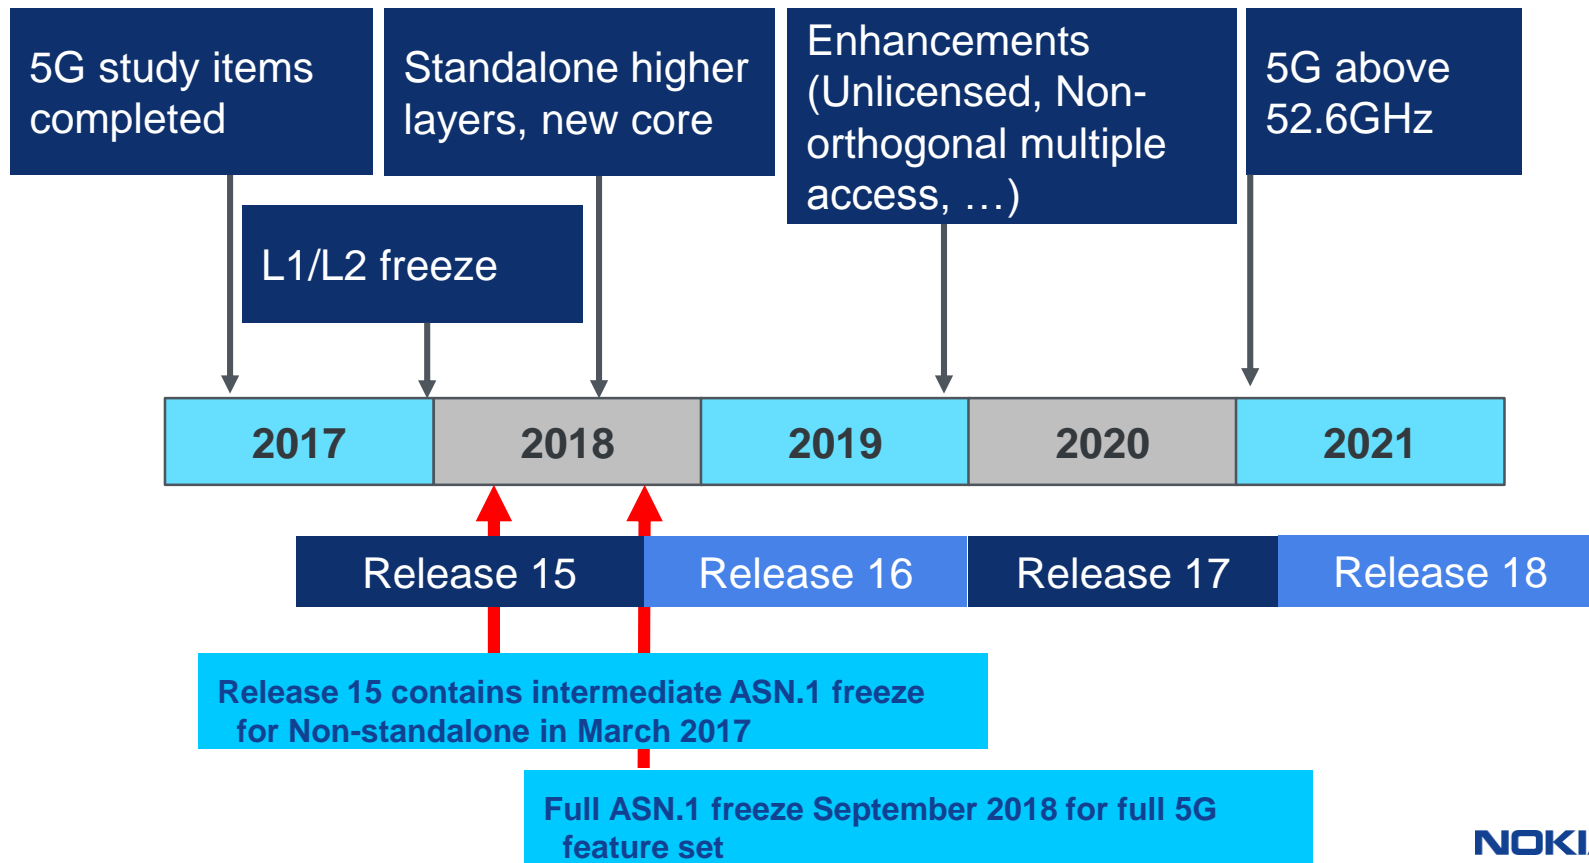 5G study items
completed
Standalone higher
layers, new core
Enhancements
(Unlicensed, Non-
orthogonal multiple
access, …)
5G above
52.6GHz
L1/L2 freeze
2017
2018
2019
2020
2021
Release 15
Release 16
Release 17
Release 18
Release 15 contains intermediate ASN.1 freeze
for Non-standalone in March 2017
Full ASN.1 freeze September 2018 for full 5G
feature set
NOKIA